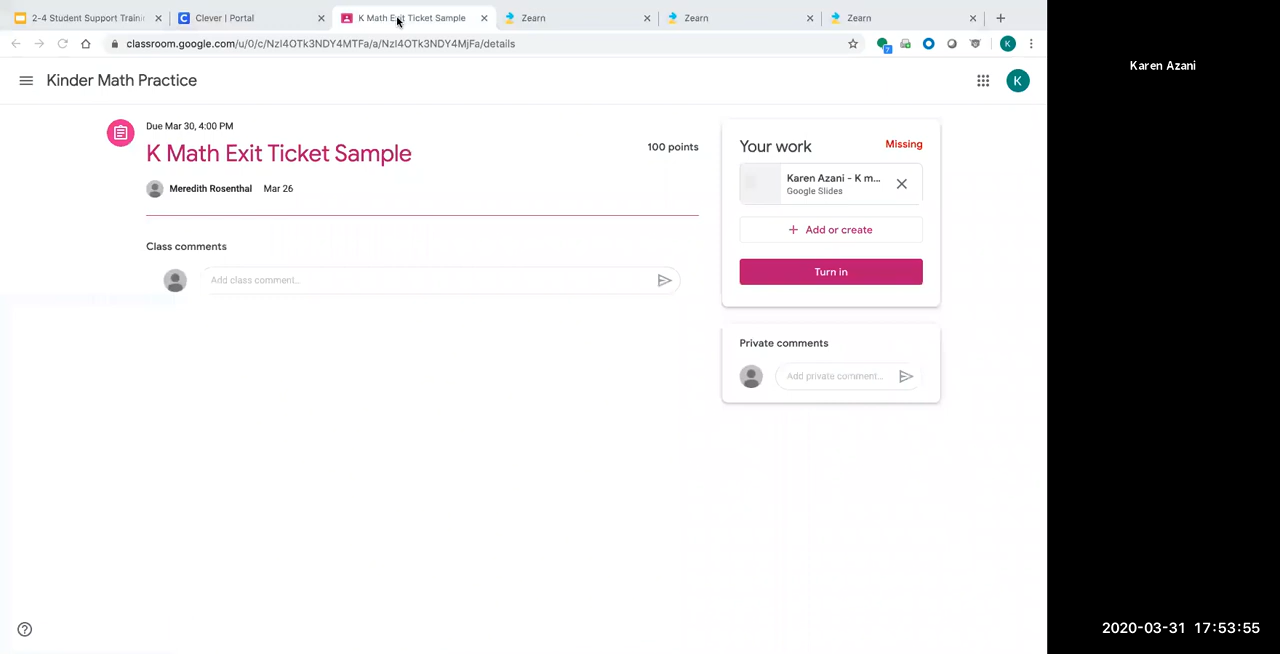 2-4 Student Support Traini
Clever | Portal
K Math Exit Ticket Sample
Zearn
Zearn
Zearn
classroom.google.com/u/0/c/NzI4OTk3NDY4MTFa/a/NzI4OTk3NDY4MjFa/details
7
K
Kinder Math Practice
K
Karen Azani
Due Mar 30, 4:00 PM
K Math Exit Ticket Sample
100 points
Meredith Rosenthal Mar 26
Class comments
Add class comment...
Your work
Missing
Karen Azani - K m...
Google Slides
+ Add or create
Turn in
Private comments
Add private comment...
2020-03-31 17:53:55